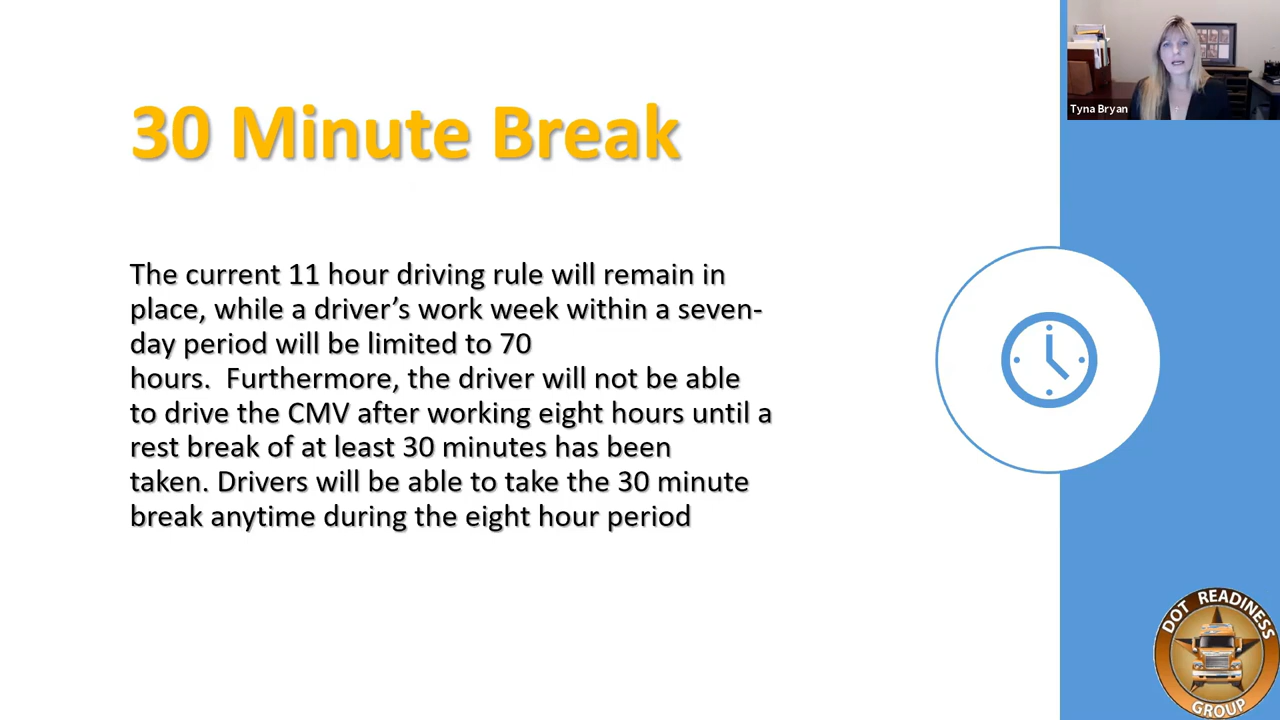 30 Minute Break
Tyna Bryan
The current 11 hour driving rule will remain in
place, while a driver’s work week within a seven-
day period will be limited to 70
hours.  Furthermore, the driver will not be able
to drive the CMV after working eight hours until a
rest break of at least 30 minutes has been
taken. Drivers will be able to take the 30 minute
break anytime during the eight hour period
DOT READINESS
GROUP